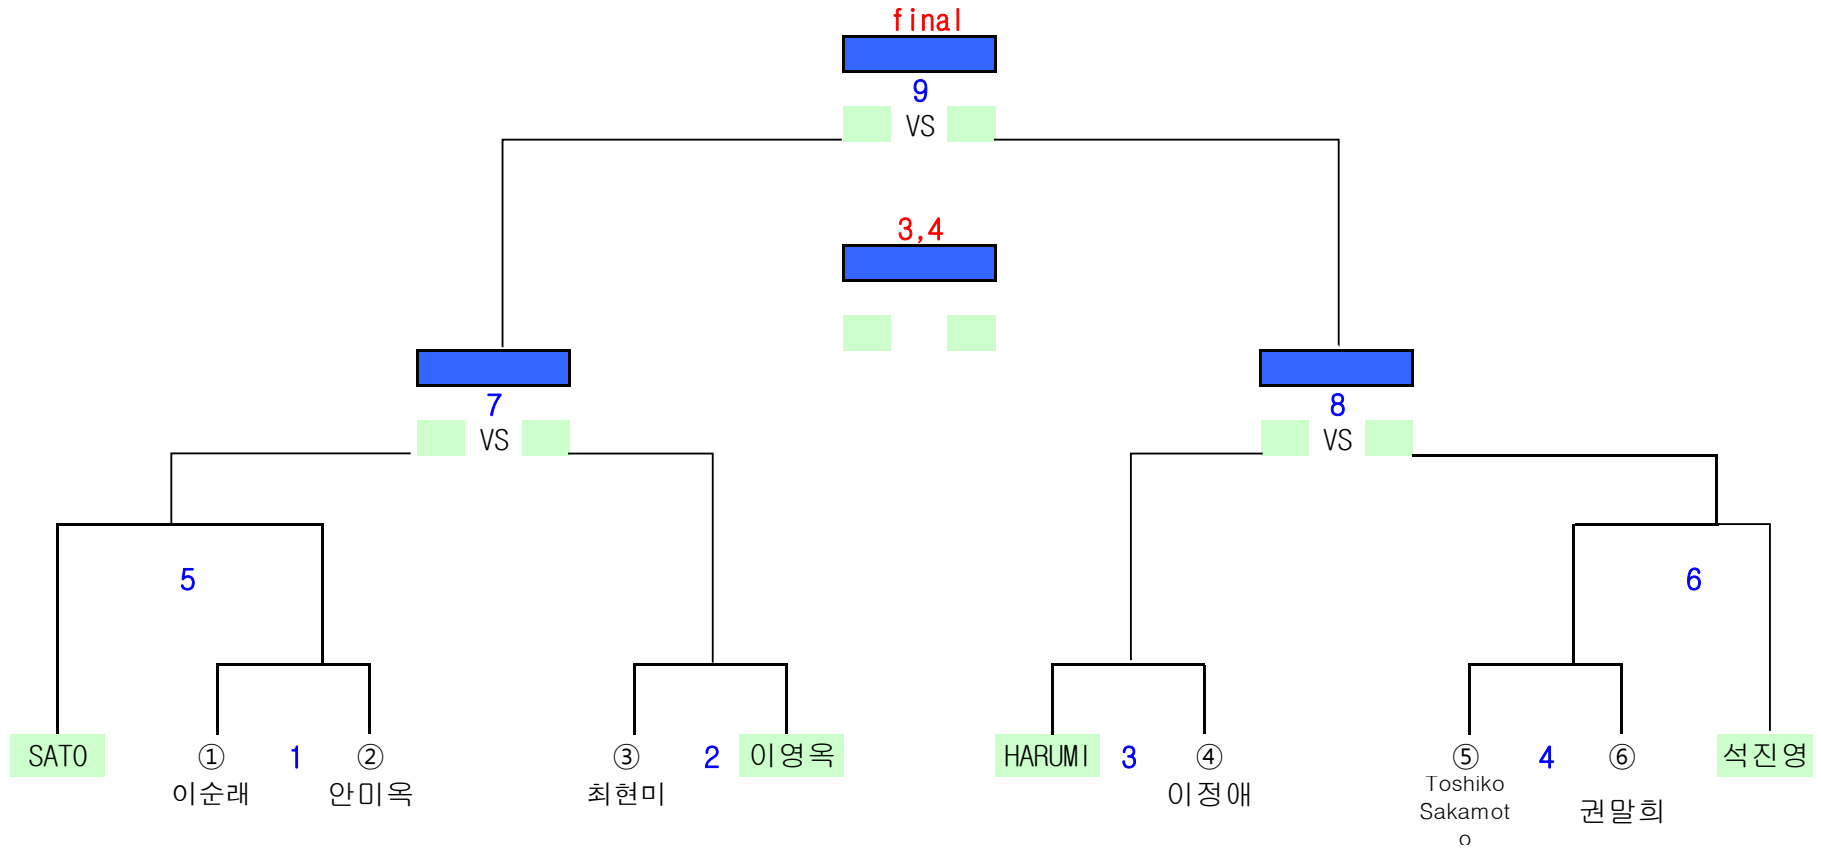 final
9
VS
3,4
7
8
VS
VS
5
6
SATO
①
1
②
③
2
이영옥
HARUMI
3
④
⑤
4
⑥
석진영
이순래
안미옥
최현미
이정애
Toshiko
Sakamot
o
권말희